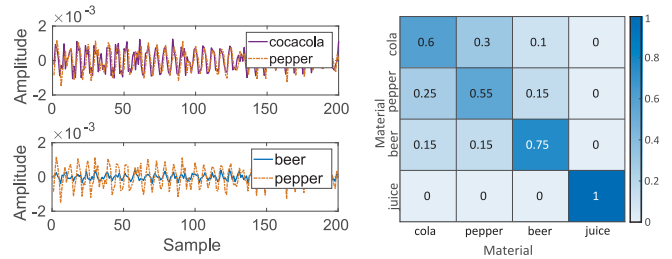 ×10⁻³
2
0
-2
Amplitude
cocacola
pepper
0 50 100 150 200
×10⁻³
2
0
-2
Amplitude
beer
pepper
0 50 100 150 200
Sample
cola
pepper
beer
juice
Material
0.6 0.3 0.1 0
0.25 0.55 0.15 0
0.15 0.15 0.75 0
0 0 0 1
cola pepper beer juice
Material
1
0.8
0.6
0.4
0.2
0